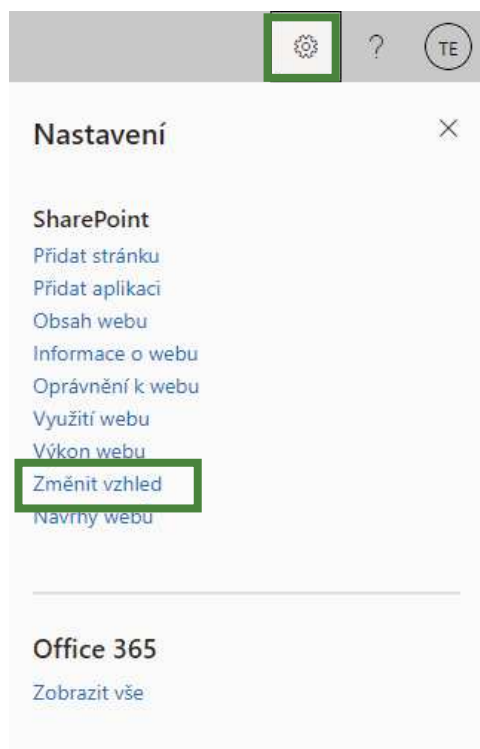 ? TE
Nastavení
SharePoint
Přidat stránku
Přidat aplikaci
Obsah webu
Informace o webu
Oprávnění k webu
Využití webu
Výkon webu
Změnit vzhled
Návrhy webu
Office 365
Zobrazit vše